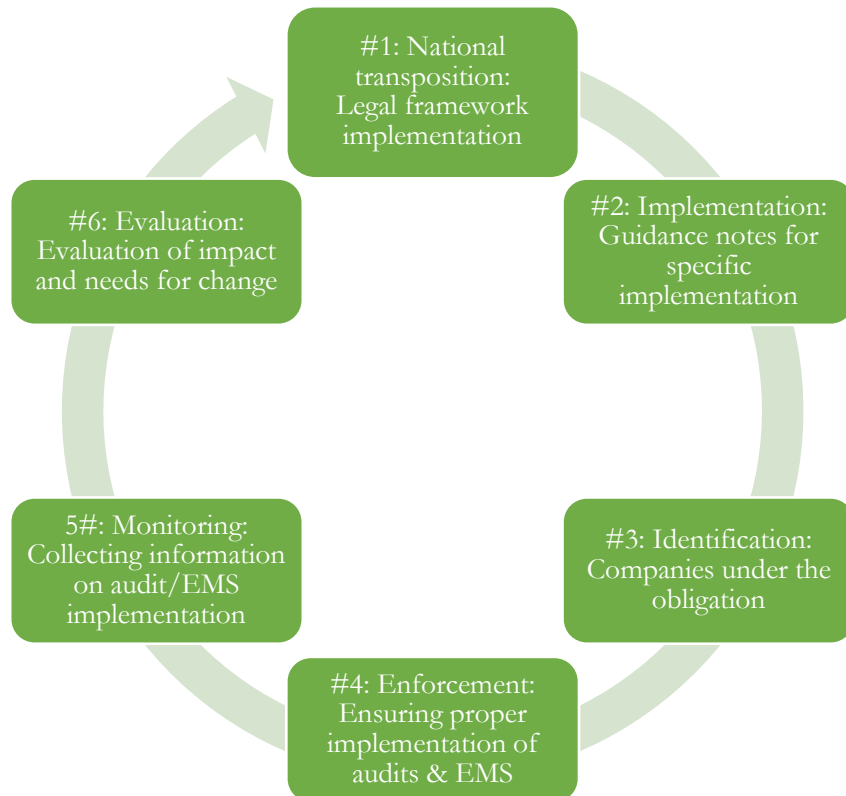 #1: National
transposition:
Legal framework
implementation
#2: Implementation:
Guidance notes for
specific
implementation
#3: Identification:
Companies under the
obligation
#4: Enforcement:
Ensuring proper
implementation of
audits & EMS
5#: Monitoring:
Collecting information
on audit/EMS
implementation
#6: Evaluation:
Evaluation of impact
and needs for change